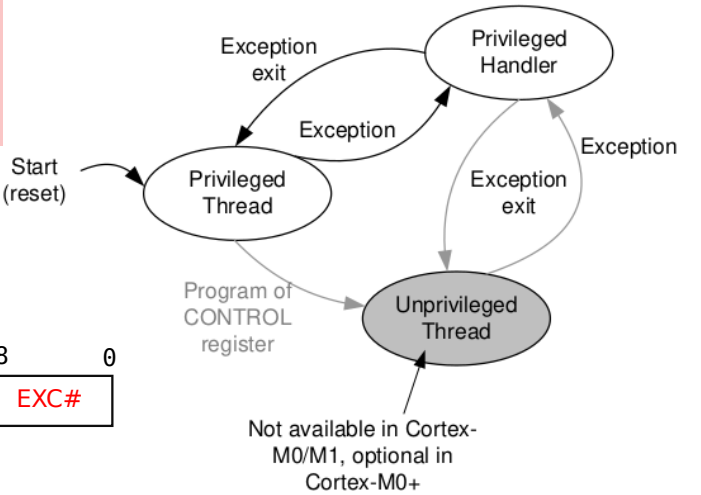 Exception
exit
Privileged
Handler
Exception
Exception
Start
(reset)
Privileged
Thread
Exception
exit
Program of
CONTROL
register
Unprivileged
Thread
8
0
EXC#
Not available in Cortex-
M0/M1, optional in
Cortex-M0+